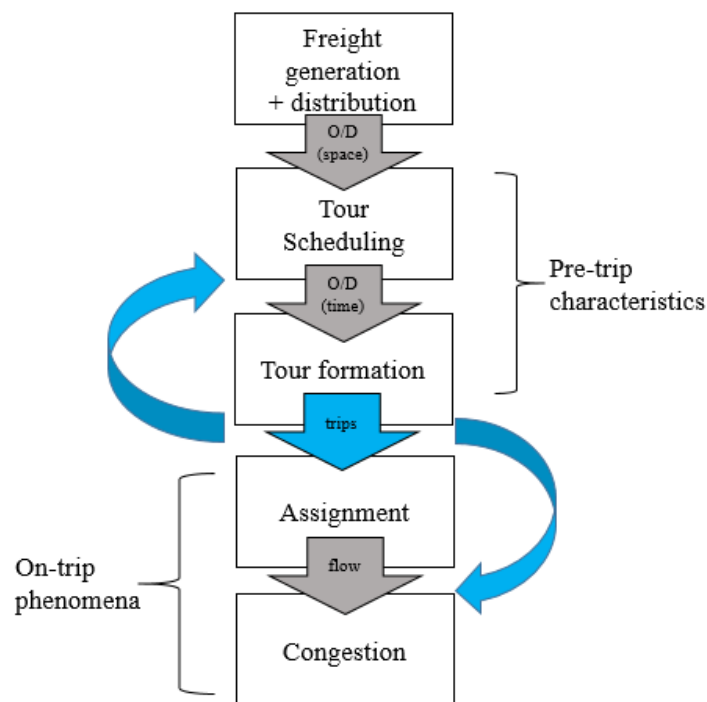 Freight
generation
+ distribution
O/D
(space)
Tour
Scheduling
O/D
(time)
Pre-trip
characteristics
Tour formation
trips
Assignment
flow
On-trip
phenomena
Congestion